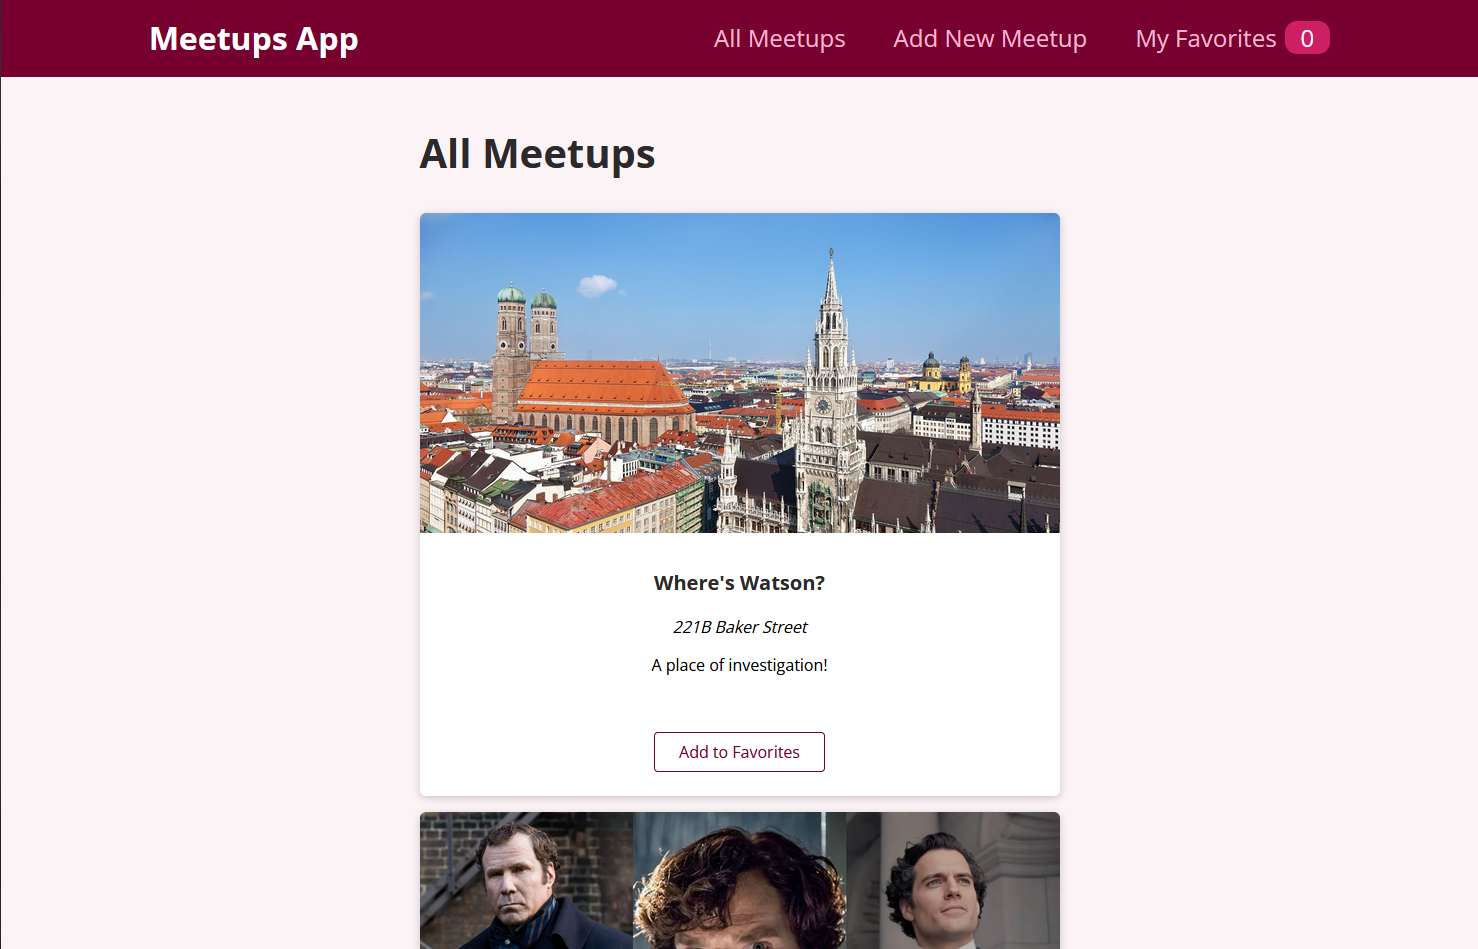 Meetups App
All Meetups
Add New Meetup
My Favorites 0
All Meetups
Where's Watson?
221B Baker Street
A place of investigation!
Add to Favorites